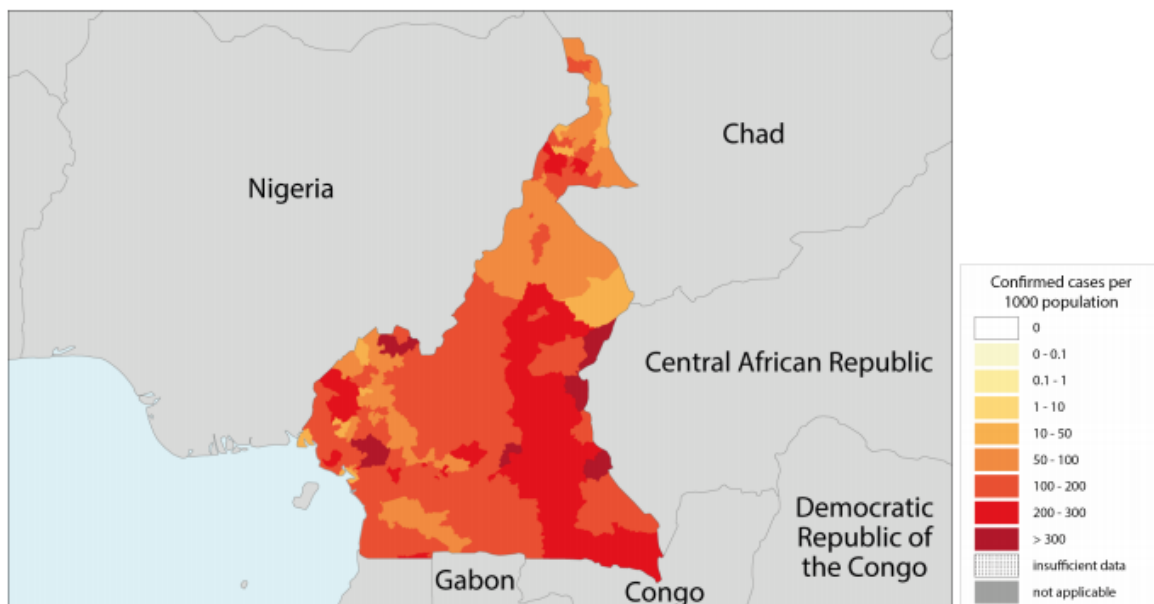 Chad
Nigeria
Central African Republic
Democratic
Republic of
the Congo
Gabon
Congo
Confirmed cases per
1000 population
0
0 - 0.1
0.1 - 1
1 - 10
10 - 50
50 - 100
100 - 200
200 - 300
> 300
insufficient data
not applicable